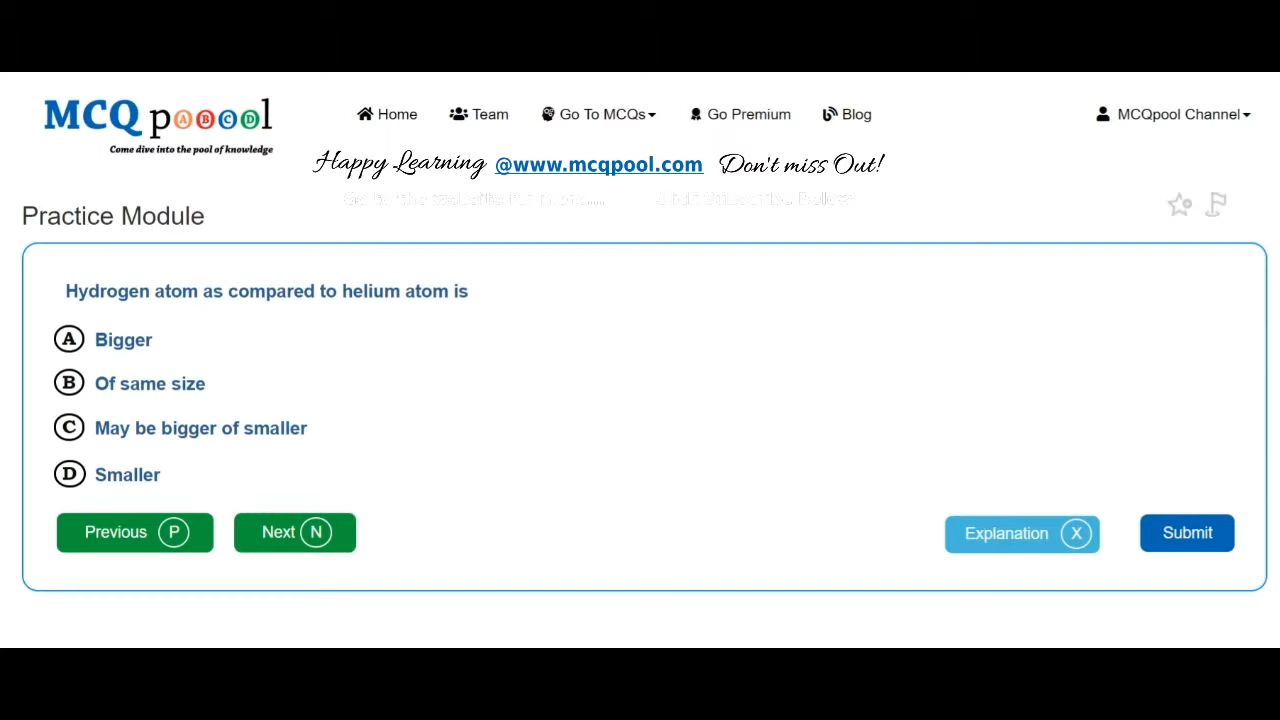 MCQ pooool
Come dive into the pool of knowledge
Home Team Go To MCQs Go Premium Blog MCQpool Channel
Happy Learning @www.mcqpool.com Don't miss Out!
Practice Module
Hydrogen atom as compared to helium atom is
A Bigger
B Of same size
C May be bigger of smaller
D Smaller
Previous P Next N Explanation X Submit